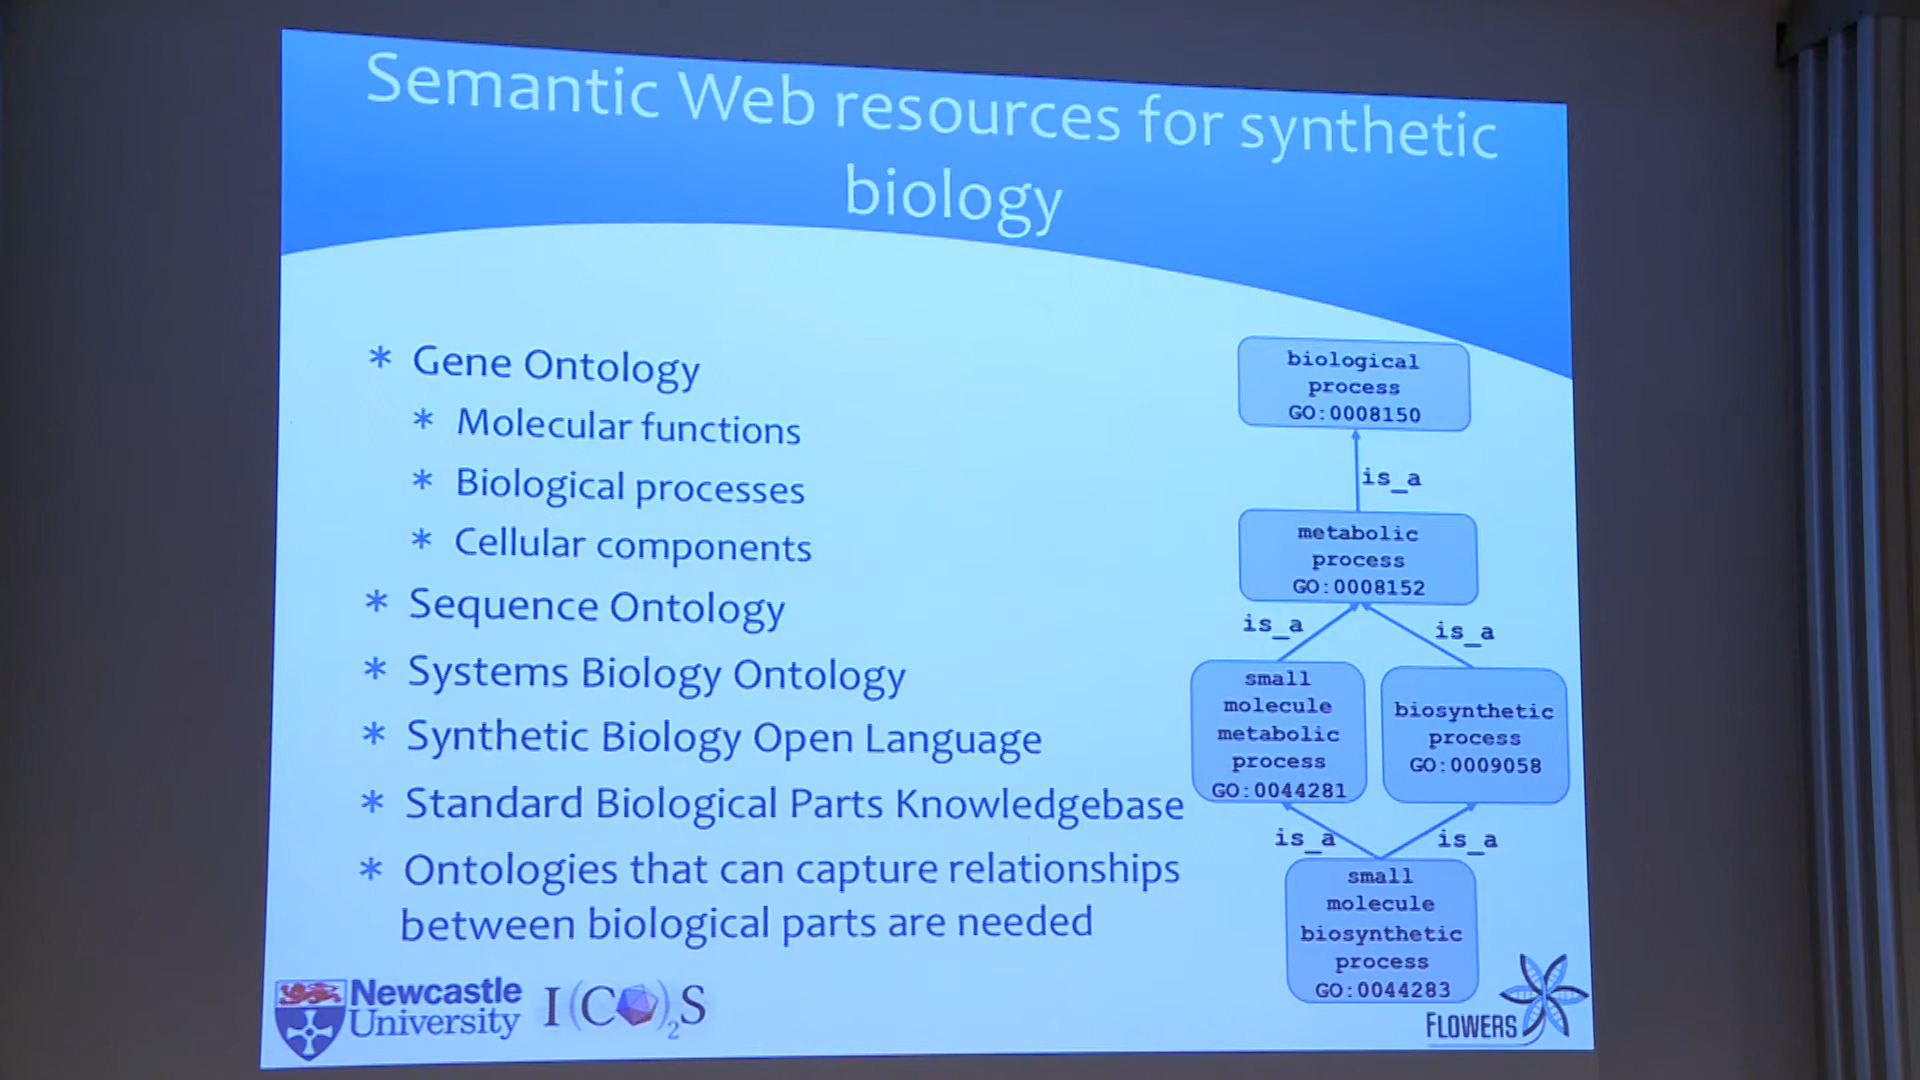 Semantic Web resources for synthetic
biology
* Gene Ontology
* Molecular functions
* Biological processes
* Cellular components
* Sequence Ontology
* Systems Biology Ontology
* Synthetic Biology Open Language
* Standard Biological Parts Knowledgebase
* Ontologies that can capture relationships
between biological parts are needed
biological
process
GO:0008150
is_a
metabolic
process
GO:0008152
is_a
is_a
small
molecule
metabolic
process
GO:0044281
biosynthetic
process
GO:0009058
is_a
is_a
small
molecule
biosynthetic
process
GO:0044283
Newcastle
University
I(CO)2S
FLOWERS